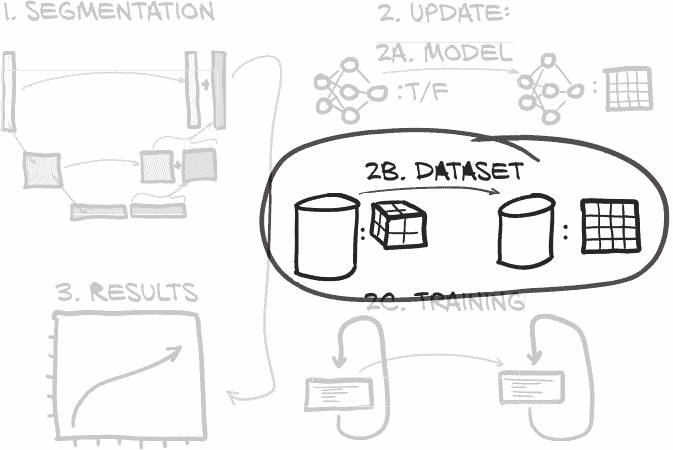 1. SEGMENTATION
2. UPDATE:
2A. MODEL
:T/F
:
2B. DATASET
:
:
3. RESULTS
2C. TRAINING